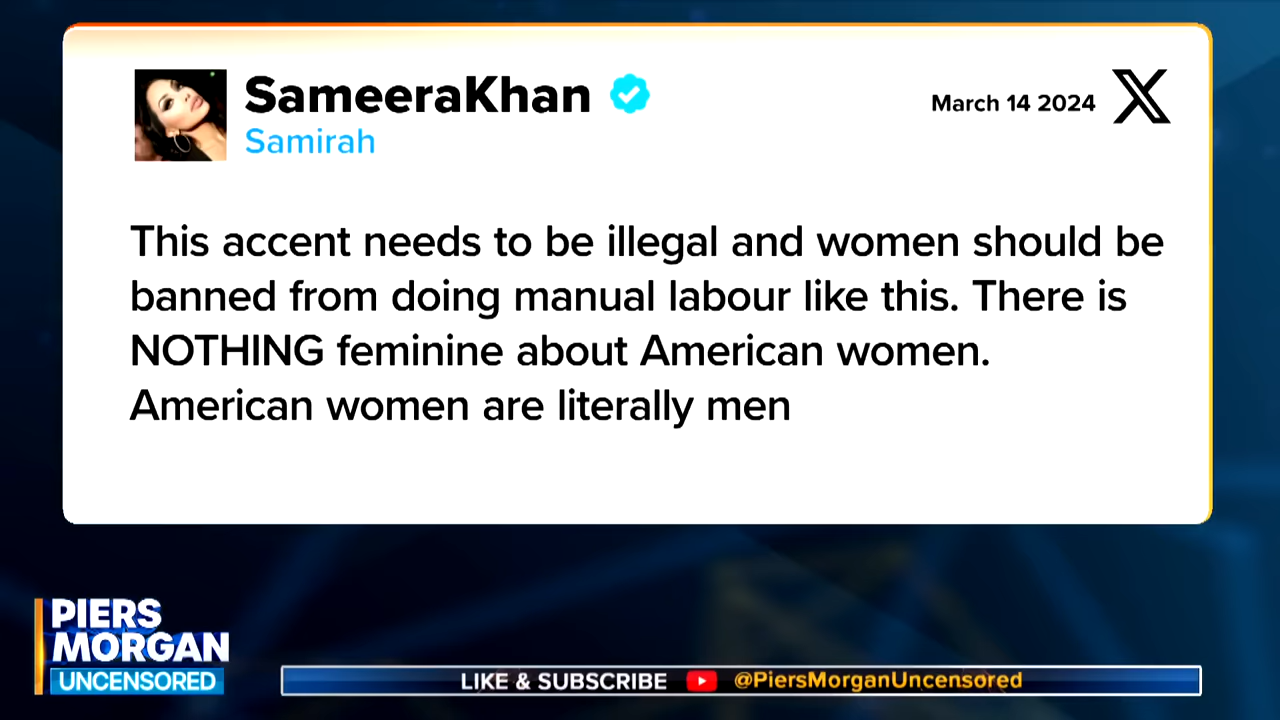 SameeraKhan
Samirah
March 14 2024
This accent needs to be illegal and women should be
banned from doing manual labour like this. There is
NOTHING feminine about American women.
American women are literally men
PIERS
MORGAN
UNCENSORED
LIKE & SUBSCRIBE @PiersMorganUncensored